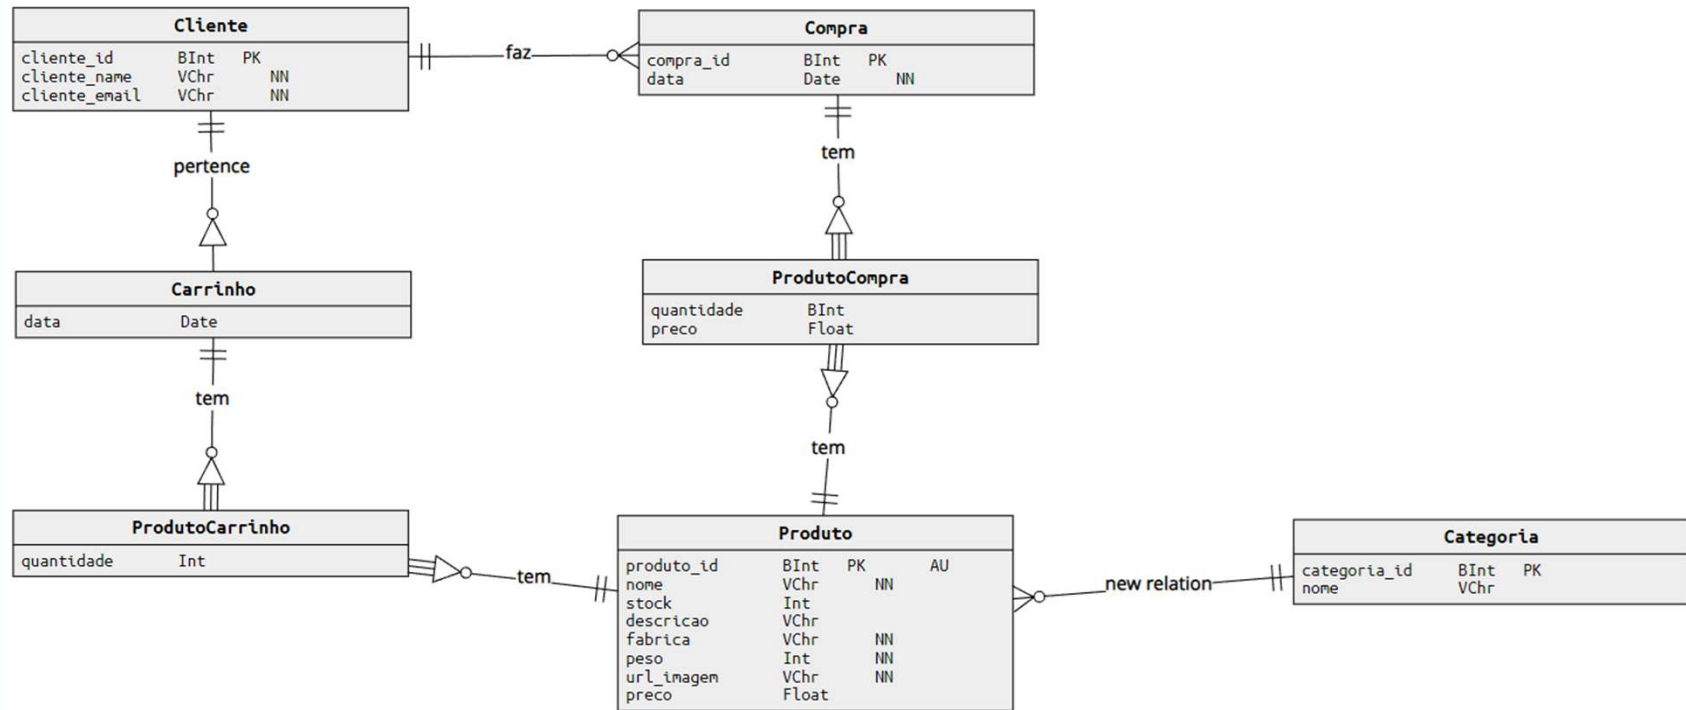 Cliente
cliente_id BInt PK
cliente_name VChr NN
cliente_email VChr NN
faz
Compra
compra_id BInt PK
data Date NN
pertence
tem
Carrinho
data Date
ProdutoCompra
quantidade BInt
preco Float
tem
tem
ProdutoCarrinho
quantidade Int
tem
Produto
produto_id BInt PK AU
nome VChr NN
stock Int
descricao VChr
fabrica VChr NN
peso Int NN
url_imagem VChr NN
preco Float
new relation
Categoria
categoria_id BInt PK
nome VChr